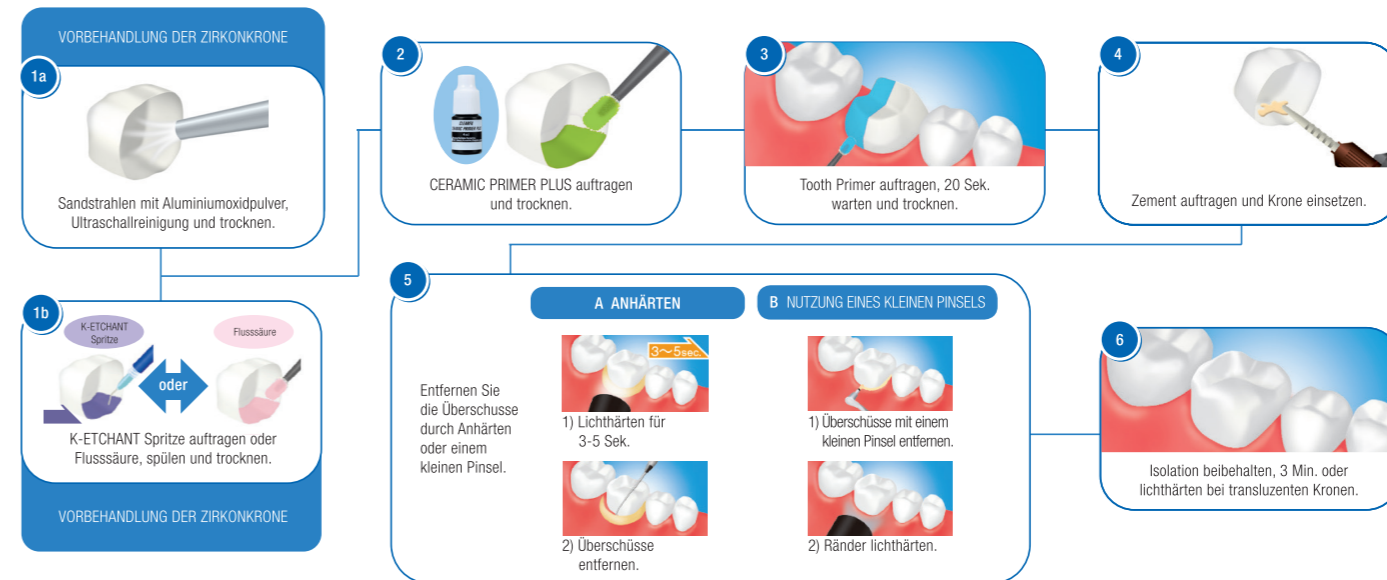 VORBEHANDLUNG DER ZIRKONKRONE
1a
Sandstrahlen mit Aluminiumoxidpulver,
Ultraschallreinigung und trocknen.
1b
K-ETCHANT
Spritze
oder
Flusssäure
K-ETCHANT Spritze auftragen oder
Flusssäure, spülen und trocknen.
VORBEHANDLUNG DER ZIRKONKRONE
2
CERAMIC PRIMER PLUS auftragen
und trocknen.
3
Tooth Primer auftragen, 20 Sek.
warten und trocknen.
4
Zement auftragen und Krone einsetzen.
5
Entfernen Sie
die Überschusse
durch Anhärten
oder einem
kleinen Pinsel.
A ANHÄRTEN
3~5sec.
1) Lichthärten für
3-5 Sek.
2) Überschüsse
entfernen.
B NUTZUNG EINES KLEINEN PINSELS
1) Überschüsse mit einem
kleinen Pinsel entfernen.
2) Ränder lichthärten.
6
Isolation beibehalten, 3 Min. oder
lichthärten bei transluzenten Kronen.